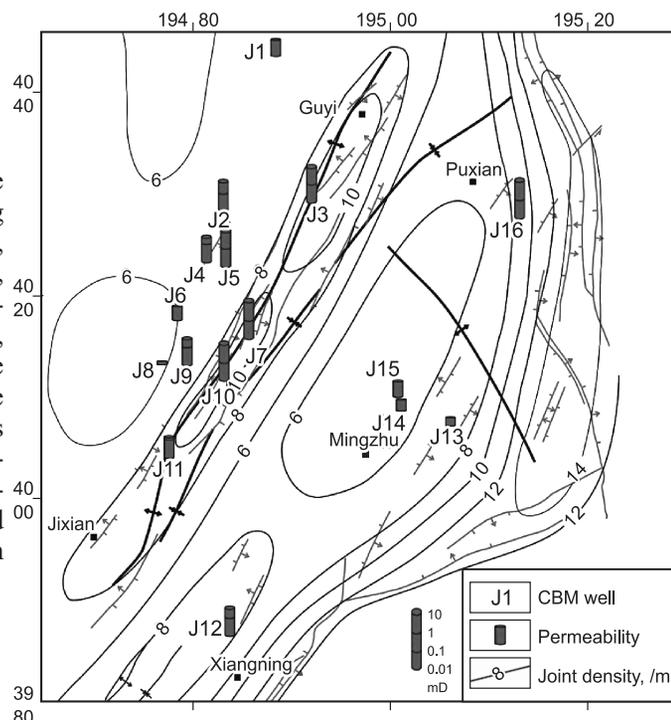 194 80
195 00
195 20
40
40
J1
Guyi
Puxian
6
J2
J3
10
J16
J4
J5
8
6
40
20
J6
J7
J8
J9
J10
10
8
J15
J14
6
Mingzhu
J13
8
6
J11
10
12
14
40
00
12
Jixian
8
J12
Xiangning
10
1
0.1
0.01
mD
J1 CBM well
Permeability
8 Joint density, /m
39
80